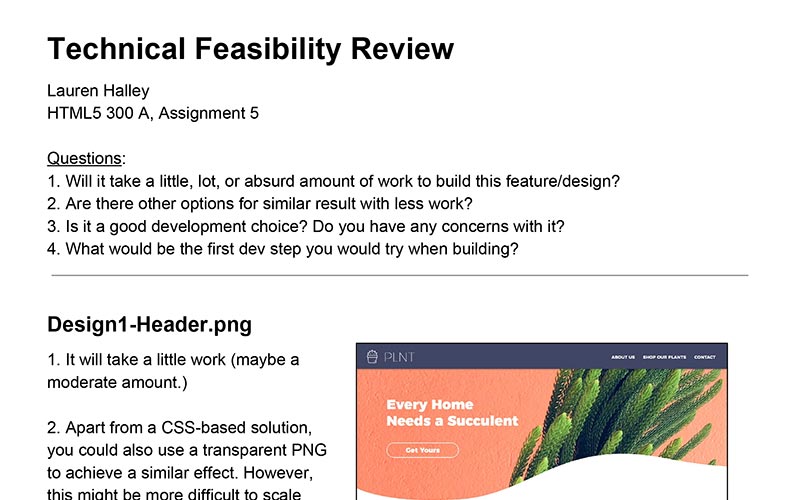 Technical Feasibility Review
Lauren Halley
HTML5 300 A, Assignment 5
Questions:
1. Will it take a little, lot, or absurd amount of work to build this feature/design?
2. Are there other options for similar result with less work?
3. Is it a good development choice? Do you have any concerns with it?
4. What would be the first dev step you would try when building?
Design1-Header.png
1. It will take a little work (maybe a
moderate amount.)
2. Apart from a CSS-based solution,
you could also use a transparent PNG
to achieve a similar effect. However,
this might be more difficult to scale
PLNT
ABOUT US SHOP OUR PLANTS CONTACT
Every Home
Needs a Succulent
Get Yours